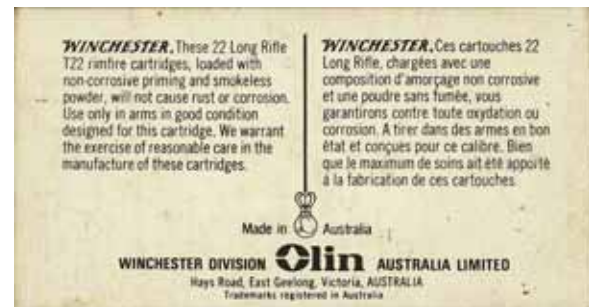 WINCHESTER. These 22 Long Rifle
T22 rimfire cartridges, loaded with
non-corrosive priming and smokeless
powder, will not cause rust or corrosion.
Use only in arms in good condition
designed for this cartridge. We warrant
the exercise of reasonable care in the
manufacture of these cartridges.
WINCHESTER. Ces cartouches 22
Long Rifle, chargées avec une
composition d'amorçage non corrosive
et une poudre sans fumée, vous
garantirons contre toute oxydation ou
corrosion. A tirer dans des armes en bon
état et conçues pour ce calibre. Bien
que le maximum de soins ait été apporté
à la fabrication de ces cartouches.
Made in Australia
WINCHESTER DIVISION Olin AUSTRALIA LIMITED
Hays Road, East Geelong, Victoria, AUSTRALIA
Trademarks registered in Australia